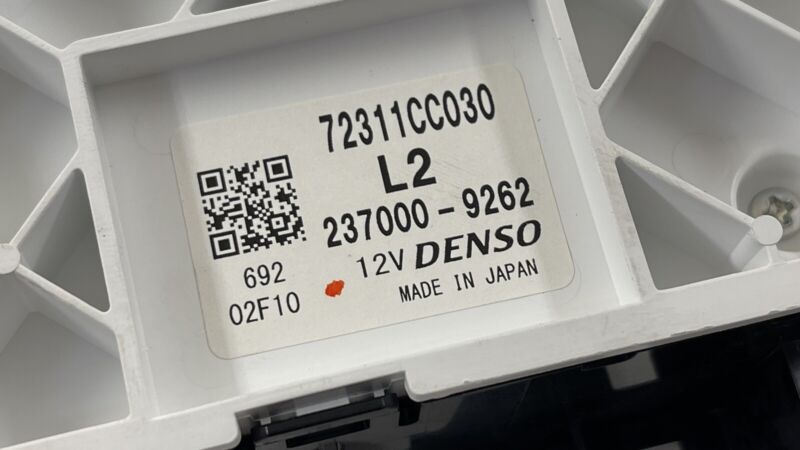 72311CC030
L2
237000-9262
12V DENSO
MADE IN JAPAN
692
02F10